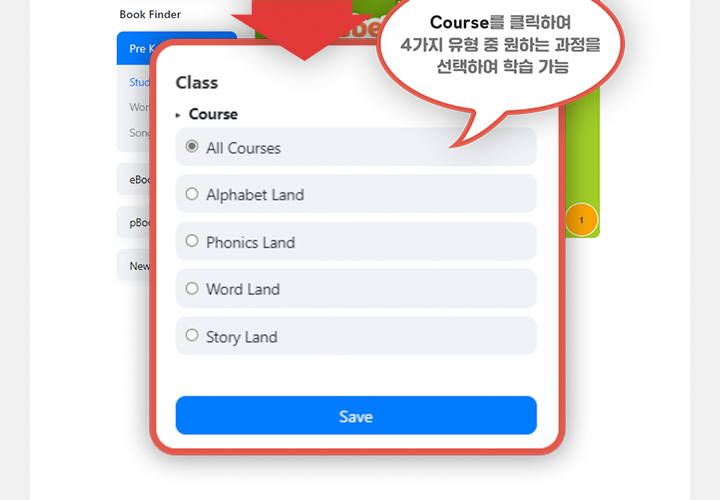 Book Finder
Course를 클릭하여
4가지 유형 중 원하는 과정을
선택하여 학습 가능
Pre K
Stud
Wor
Song
eBoo
pBoo
New
Class
Course
All Courses
Alphabet Land
Phonics Land
Word Land
Story Land
Save
1